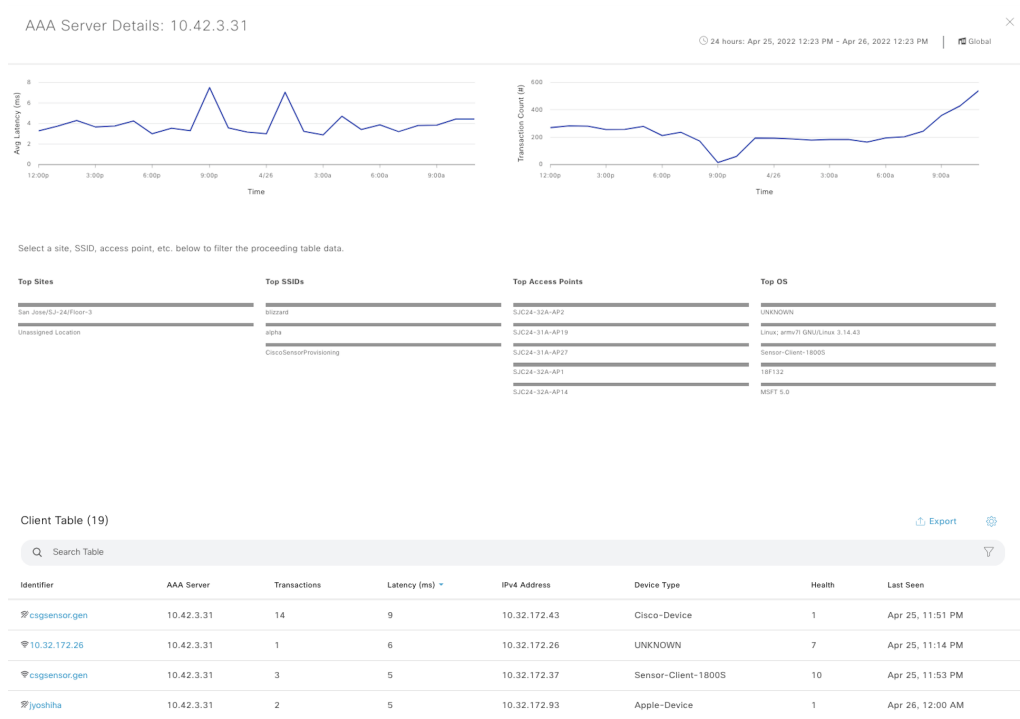 AAA Server Details: 10.42.3.31
24 hours: Apr 25, 2022 12:23 PM - Apr 26, 2022 12:23 PM
Global
Avg Latency (ms)
8
6
4
2
0
12:00p 3:00p 6:00p 9:00p 4/26 3:00a 6:00a 9:00a
Time
Transaction Count (#)
600
400
200
0
12:00p 3:00p 6:00p 9:00p 4/26 3:00a 6:00a 9:00a
Time
Select a site, SSID, access point, etc. below to filter the proceeding table data.
Top Sites
San Jose/SJ-24/Floor-3
Unassigned Location
Top SSIDs
blizzard
alpha
CiscoSensorProvisioning
Top Access Points
SJC24-32A-AP2
SJC24-31A-AP19
SJC24-31A-AP27
SJC24-32A-AP1
SJC24-32A-AP14
Top OS
UNKNOWN
Linux; armv7l GNU/Linux 3.14.43
Sensor-Client-1800S
18F132
MSFT 5.0
Client Table (19)
Export
Search Table
Identifier AAA Server Transactions Latency (ms) IPv4 Address Device Type Health Last Seen
csgsensor.gen 10.42.3.31 14 9 10.32.172.43 Cisco-Device 1 Apr 25, 11:51 PM
10.32.172.26 10.42.3.31 1 6 10.32.172.26 UNKNOWN 7 Apr 25, 11:14 PM
csgsensor.gen 10.42.3.31 3 5 10.32.172.37 Sensor-Client-1800S 10 Apr 25, 11:53 PM
jyoshiha 10.42.3.31 2 5 10.32.172.93 Apple-Device 1 Apr 26, 12:00 AM